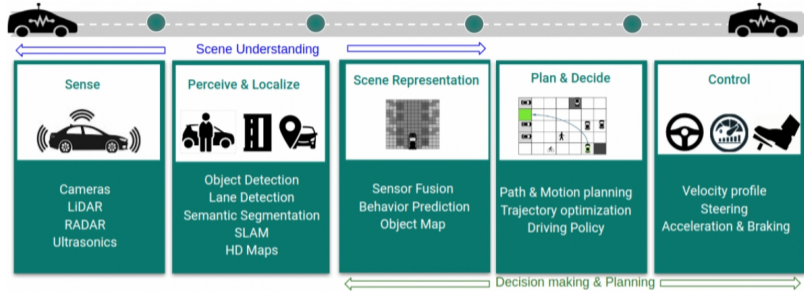 Scene Understanding
Sense
Cameras
LiDAR
RADAR
Ultrasonics
Perceive & Localize
Object Detection
Lane Detection
Semantic Segmentation
SLAM
HD Maps
Scene Representation
Sensor Fusion
Behavior Prediction
Object Map
Plan & Decide
Path & Motion planning
Trajectory optimization
Driving Policy
Control
Velocity profile
Steering
Acceleration & Braking
Decision making & Planning